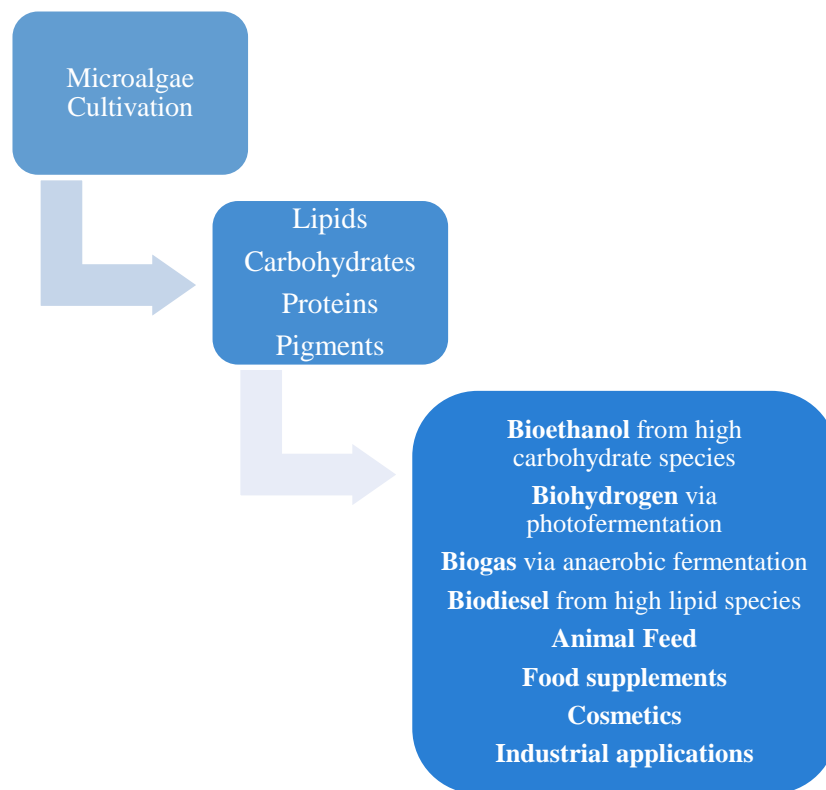 Microalgae
Cultivation
Lipids
Carbohydrates
Proteins
Pigments
Bioethanol from high
carbohydrate species
Biohydrogen via
photofermentation
Biogas via anaerobic fermentation
Biodiesel from high lipid species
Animal Feed
Food supplements
Cosmetics
Industrial applications